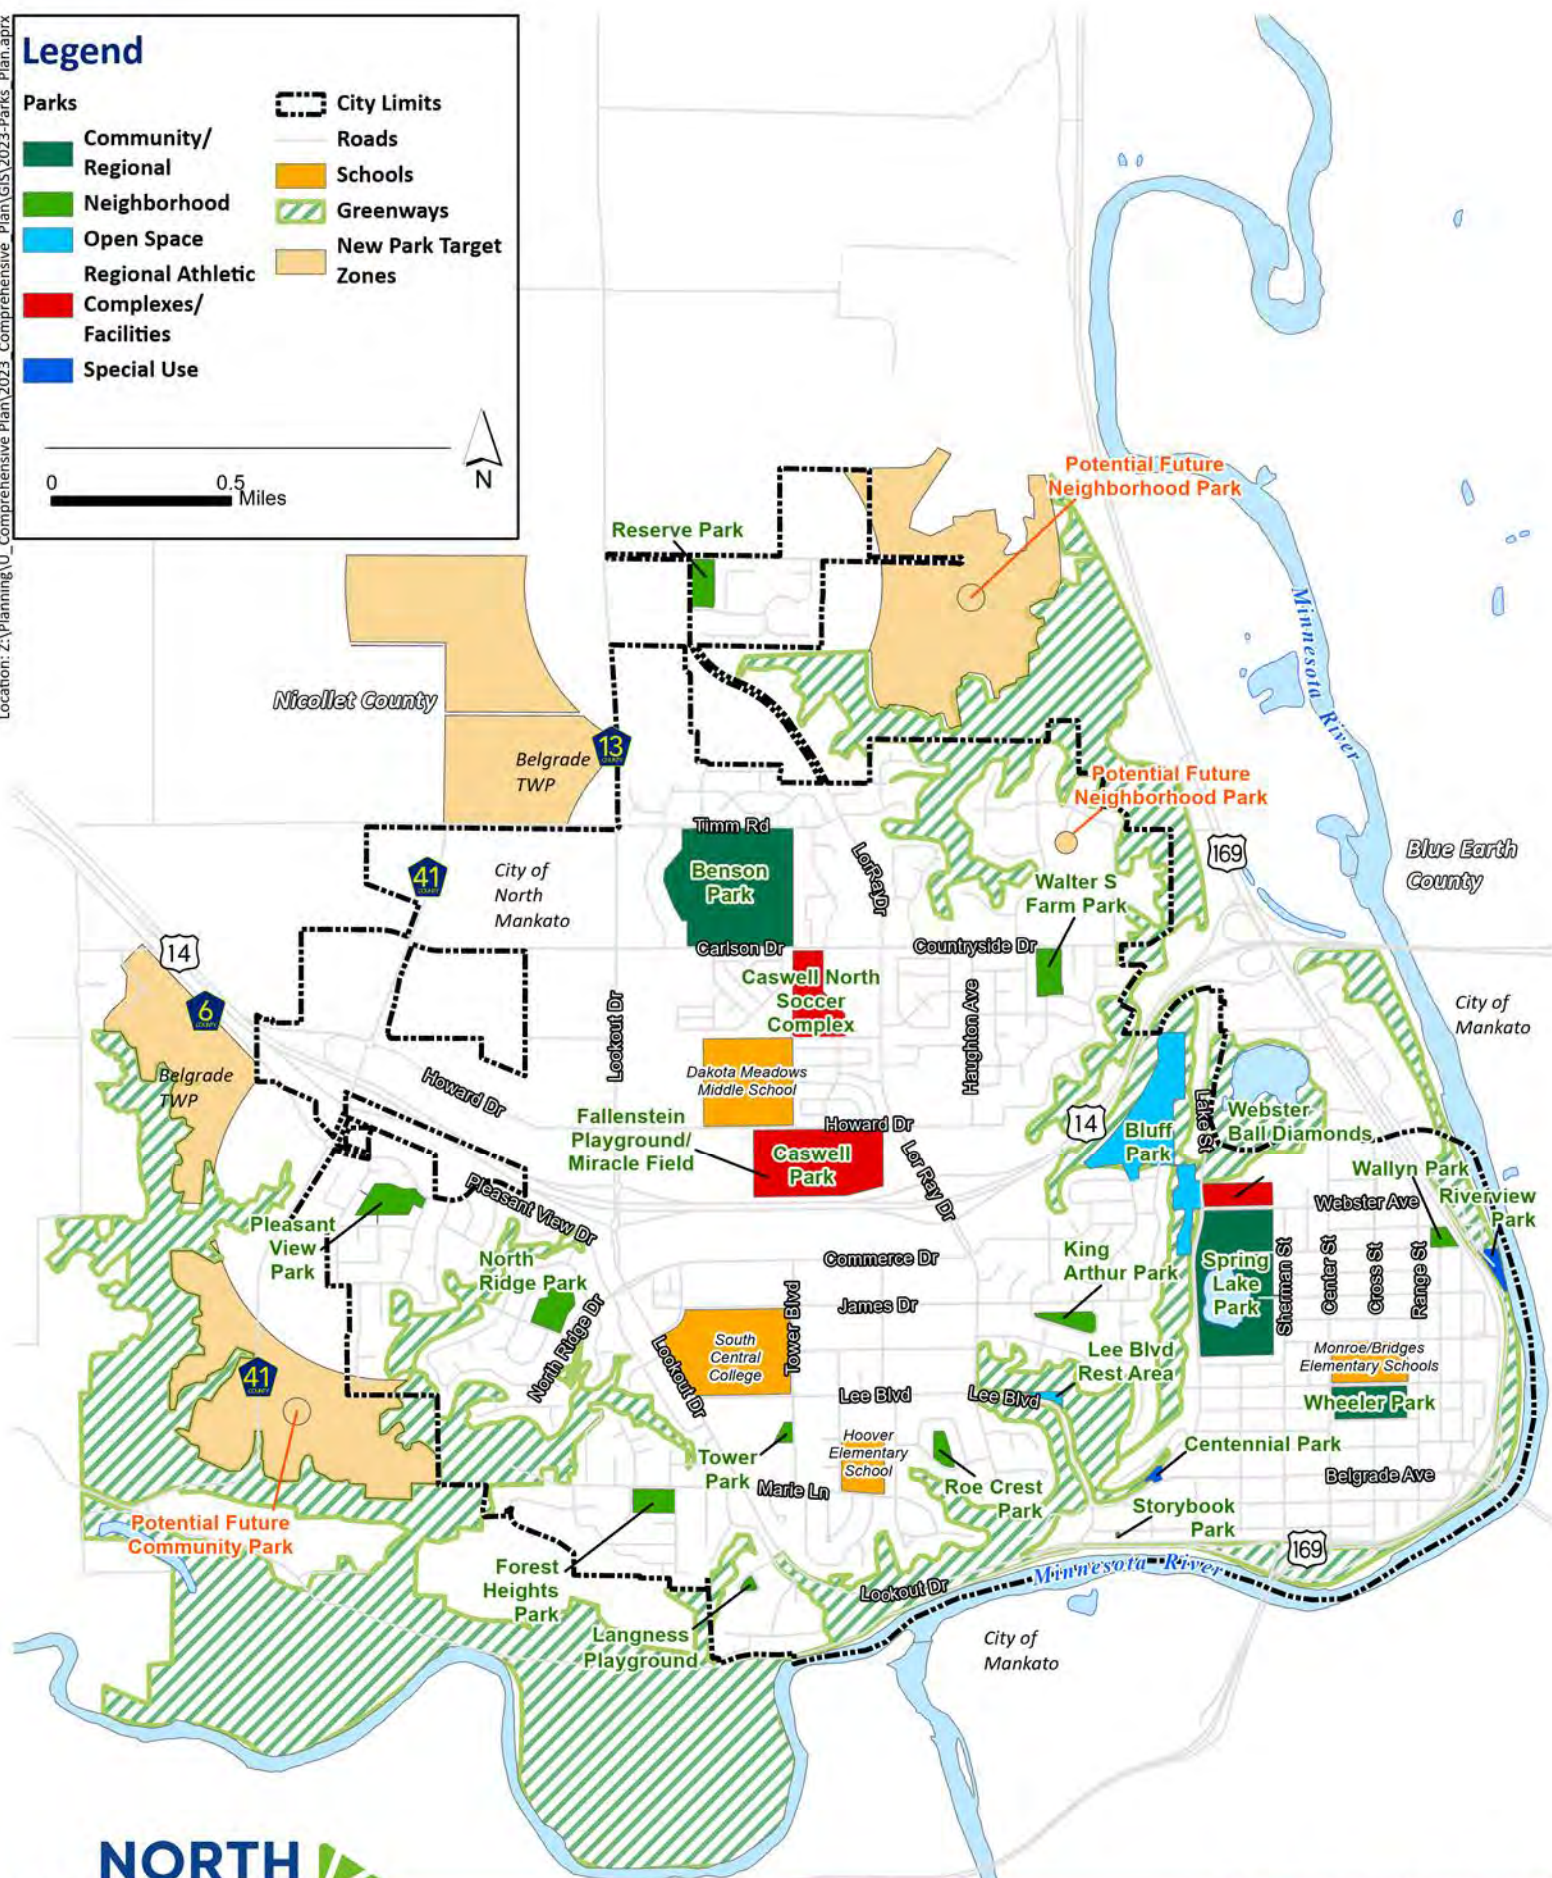 Location: Z:\Planning\U_Comprehensive Plan\2023_Comprehensive_Plan\GIS\2023-Parks_Plan.aprx
Legend
Parks
Community/
Regional
Neighborhood
Open Space
Regional Athletic
Complexes/
Facilities
Special Use
City Limits
Roads
Schools
Greenways
New Park Target
Zones
0
0.5
Miles
N
Potential Future
Neighborhood Park
Reserve Park
Minnesota River
Nicollet County
Belgrade
TWP
13
COUNTY
Potential Future
Neighborhood Park
Timm Rd
Benson
Park
LorRay Dr
169
Blue Earth
County
41
COUNTY
City of
North
Mankato
Walter S
Farm Park
14
Carlson Dr
Countryside Dr
Caswell North
Soccer
Complex
6
COUNTY
Lookout Dr
Haughton Ave
City of
Mankato
Belgrade
TWP
Howard Dr
Dakota Meadows
Middle School
Fallenstein
Playground/
Miracle Field
Howard Dr
Caswell
Park
14
Bluff
Park
Lake St
Webster
Ball Diamonds
Wallyn Park
Riverview
Park
Webster Ave
Lor Ray Dr
Pleasant View Dr
Pleasant
View
Park
North
Ridge Park
Commerce Dr
King
Arthur Park
Spring
Lake
Park
Sherman St
Center St
Cross St
Range St
James Dr
Tower Blvd
North Ridge Dr
Lookout Dr
South
Central
College
Lee Blvd
Rest Area
Monroe/Bridges
Elementary Schools
41
COUNTY
Lee Blvd
Lee Blvd
Wheeler Park
Hoover
Elementary
School
Tower
Park
Centennial Park
Marie Ln
Roe Crest
Park
Belgrade Ave
Storybook
Park
Potential Future
Community Park
169
Forest
Heights
Park
Minnesota River
Lookout Dr
Langness
Playground
City of
Mankato
NORTH